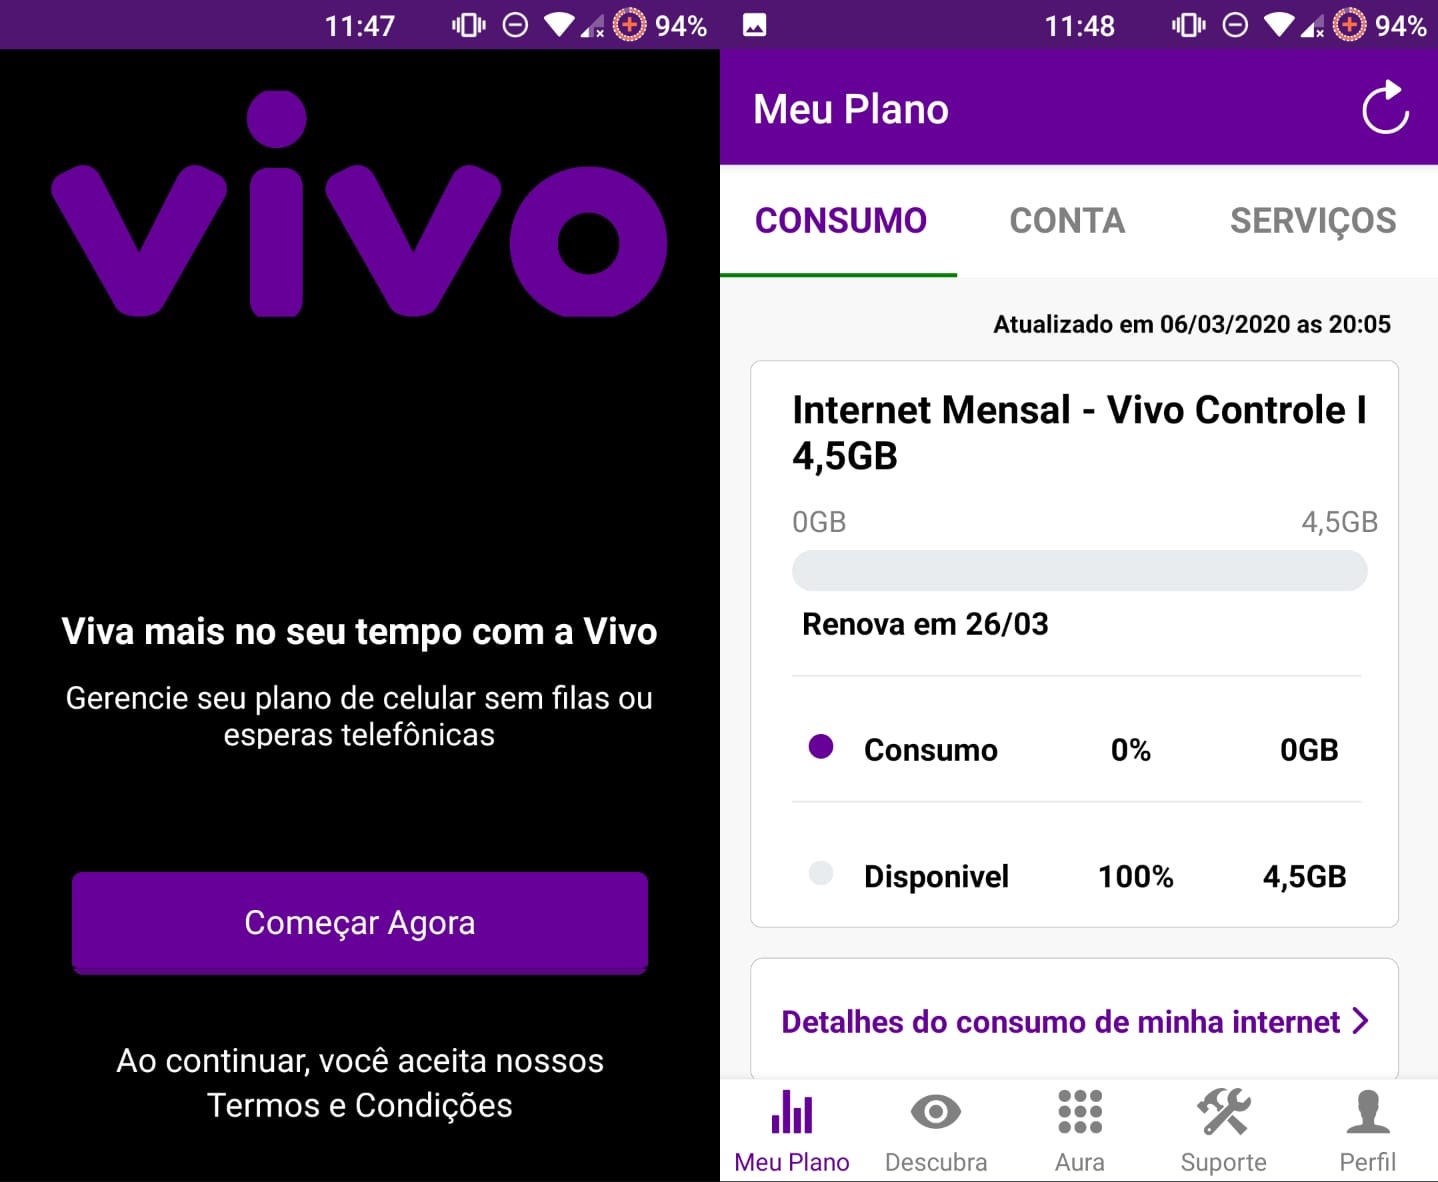 11:47
94%
vivo
Viva mais no seu tempo com a Vivo
Gerencie seu plano de celular sem filas ou
esperas telefônicas
Começar Agora
Ao continuar, você aceita nossos
Termos e Condições
11:48
94%
Meu Plano
CONSUMO CONTA SERVIÇOS
Atualizado em 06/03/2020 as 20:05
Internet Mensal - Vivo Controle I
4,5GB
0GB 4,5GB
Renova em 26/03
Consumo 0% 0GB
Disponivel 100% 4,5GB
Detalhes do consumo de minha internet
Meu Plano Descubra Aura Suporte Perfil